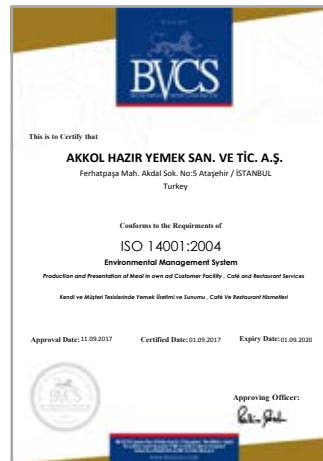 BVCS
This is to Certify that
AKKOL HAZIR YEMEK SAN. VE TİC. A.Ş.
Ferhatpaşa Mah. Akdal Sok. No:5 Ataşehir / İSTANBUL
Turkey
Conforms to the Requirments of
ISO 14001:2004
Environmental Management System
Production and Presentation of Meal in own ad Customer Facility , Café and Restaurant Services
Kendi ve Müşteri Tesislerinde Yemek Üretimi ve Sunumu , Café Ve Restaurant Hizmetleri
Approval Date: 11.09.2017 Certified Date: 01.09.2017 Expiry Date: 01.09.2020
BVCS
Approving Officer: